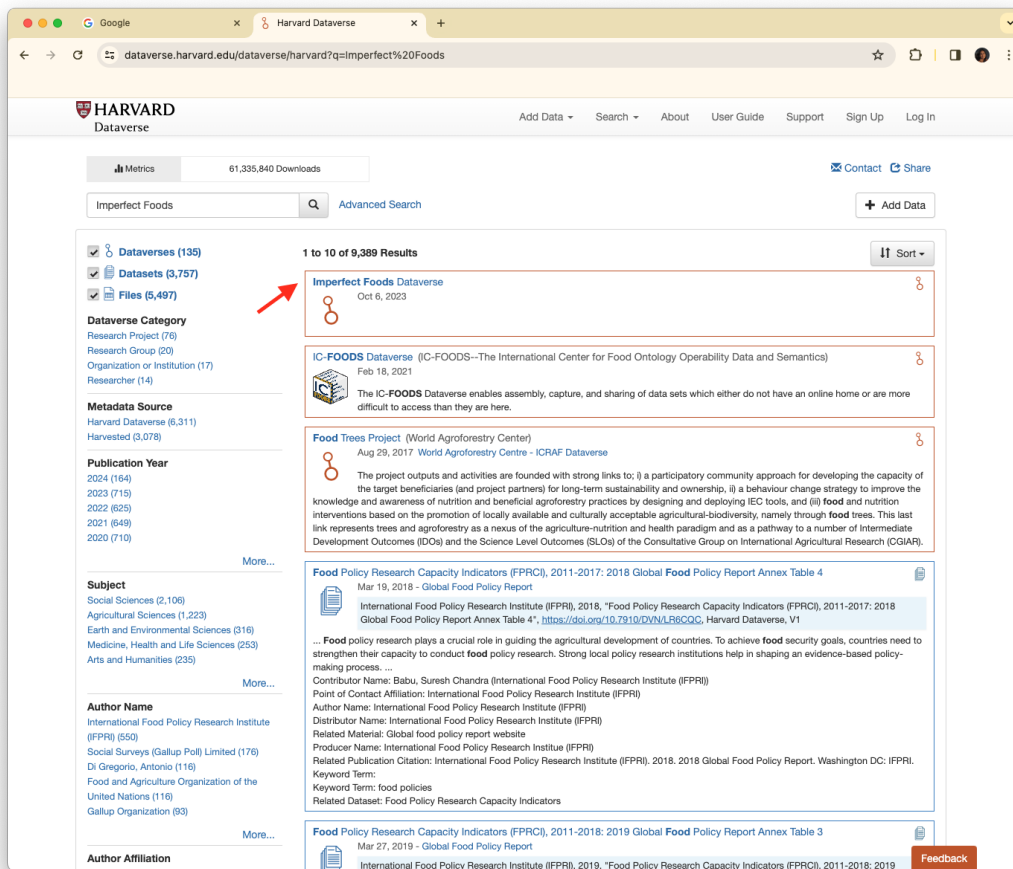 Google
Harvard Dataverse
dataverse.harvard.edu/dataverse/harvard?q=Imperfect%20Foods
HARVARD
Dataverse
Add Data Search About User Guide Support Sign Up Log In
Metrics 61,335,840 Downloads
Contact Share
Imperfect Foods
Advanced Search
Add Data
Dataverses (135)
Datasets (3,757)
Files (5,497)
Dataverse Category
Research Project (76)
Research Group (20)
Organization or Institution (17)
Researcher (14)
Metadata Source
Harvard Dataverse (6,311)
Harvested (3,078)
Publication Year
2024 (164)
2023 (715)
2022 (625)
2021 (649)
2020 (710)
More...
Subject
Social Sciences (2,106)
Agricultural Sciences (1,223)
Earth and Environmental Sciences (316)
Medicine, Health and Life Sciences (253)
Arts and Humanities (235)
More...
Author Name
International Food Policy Research Institute
(IFPRI) (550)
Social Surveys (Gallup Poll) Limited (176)
Di Gregorio, Antonio (116)
Food and Agriculture Organization of the
United Nations (116)
Gallup Organization (93)
More...
Author Affiliation
1 to 10 of 9,389 Results
Sort
Imperfect Foods Dataverse
Oct 6, 2023
IC-FOODS Dataverse (IC-FOODS--The International Center for Food Ontology Operability Data and Semantics)
Feb 18, 2021
IC
FOODS
The IC-FOODS Dataverse enables assembly, capture, and sharing of data sets which either do not have an online home or are more
difficult to access than they are here.
Food Trees Project (World Agroforestry Center)
Aug 29, 2017 World Agroforestry Centre - ICRAF Dataverse
The project outputs and activities are founded with strong links to; i) a participatory community approach for developing the capacity of
the target beneficiaries (and project partners) for long-term sustainability and ownership, ii) a behaviour change strategy to improve the
knowledge and awareness of nutrition and beneficial agroforestry practices by designing and deploying IEC tools, and (iii) food and nutrition
interventions based on the promotion of locally available and culturally acceptable agricultural-biodiversity, namely through food trees. This last
link represents trees and agroforestry as a nexus of the agriculture-nutrition and health paradigm and as a pathway to a number of Intermediate
Development Outcomes (IDOs) and the Science Level Outcomes (SLOs) of the Consultative Group on International Agricultural Research (CGIAR).
Food Policy Research Capacity Indicators (FPRCI), 2011-2017: 2018 Global Food Policy Report Annex Table 4
Mar 19, 2018 - Global Food Policy Report
International Food Policy Research Institute (IFPRI), 2018, "Food Policy Research Capacity Indicators (FPRCI), 2011-2017: 2018
Global Food Policy Report Annex Table 4", https://doi.org/10.7910/DVN/LR6CQC, Harvard Dataverse, V1
... Food policy research plays a crucial role in guiding the agricultural development of countries. To achieve food security goals, countries need to
strengthen their capacity to conduct food policy research. Strong local policy research institutions help in shaping an evidence-based policy-
making process. ...
Contributor Name: Babu, Suresh Chandra (International Food Policy Research Institute (IFPRI))
Point of Contact Affiliation: International Food Policy Research Institute (IFPRI)
Author Name: International Food Policy Research Institute (IFPRI)
Distributor Name: International Food Policy Research Institute (IFPRI)
Related Material: Global food policy report website
Producer Name: International Food Policy Research Institue (IFPRI)
Related Publication Citation: International Food Policy Research Institute (IFPRI). 2018. 2018 Global Food Policy Report. Washington DC: IFPRI.
Keyword Term:
Keyword Term: food policies
Related Dataset: Food Policy Research Capacity Indicators
Food Policy Research Capacity Indicators (FPRCI), 2011-2018: 2019 Global Food Policy Report Annex Table 3
Mar 27, 2019 - Global Food Policy Report
International Food Policy Research Institute (IFPRI), 2019, "Food Policy Research Capacity Indicators (FPRCI), 2011-2018: 2019
Feedback